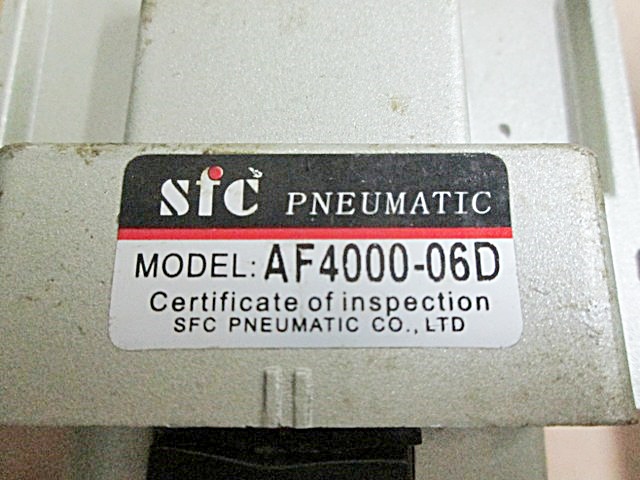 sfc PNEUMATIC
MODEL: AF4000-06D
Certificate of inspection
SFC PNEUMATIC CO., LTD